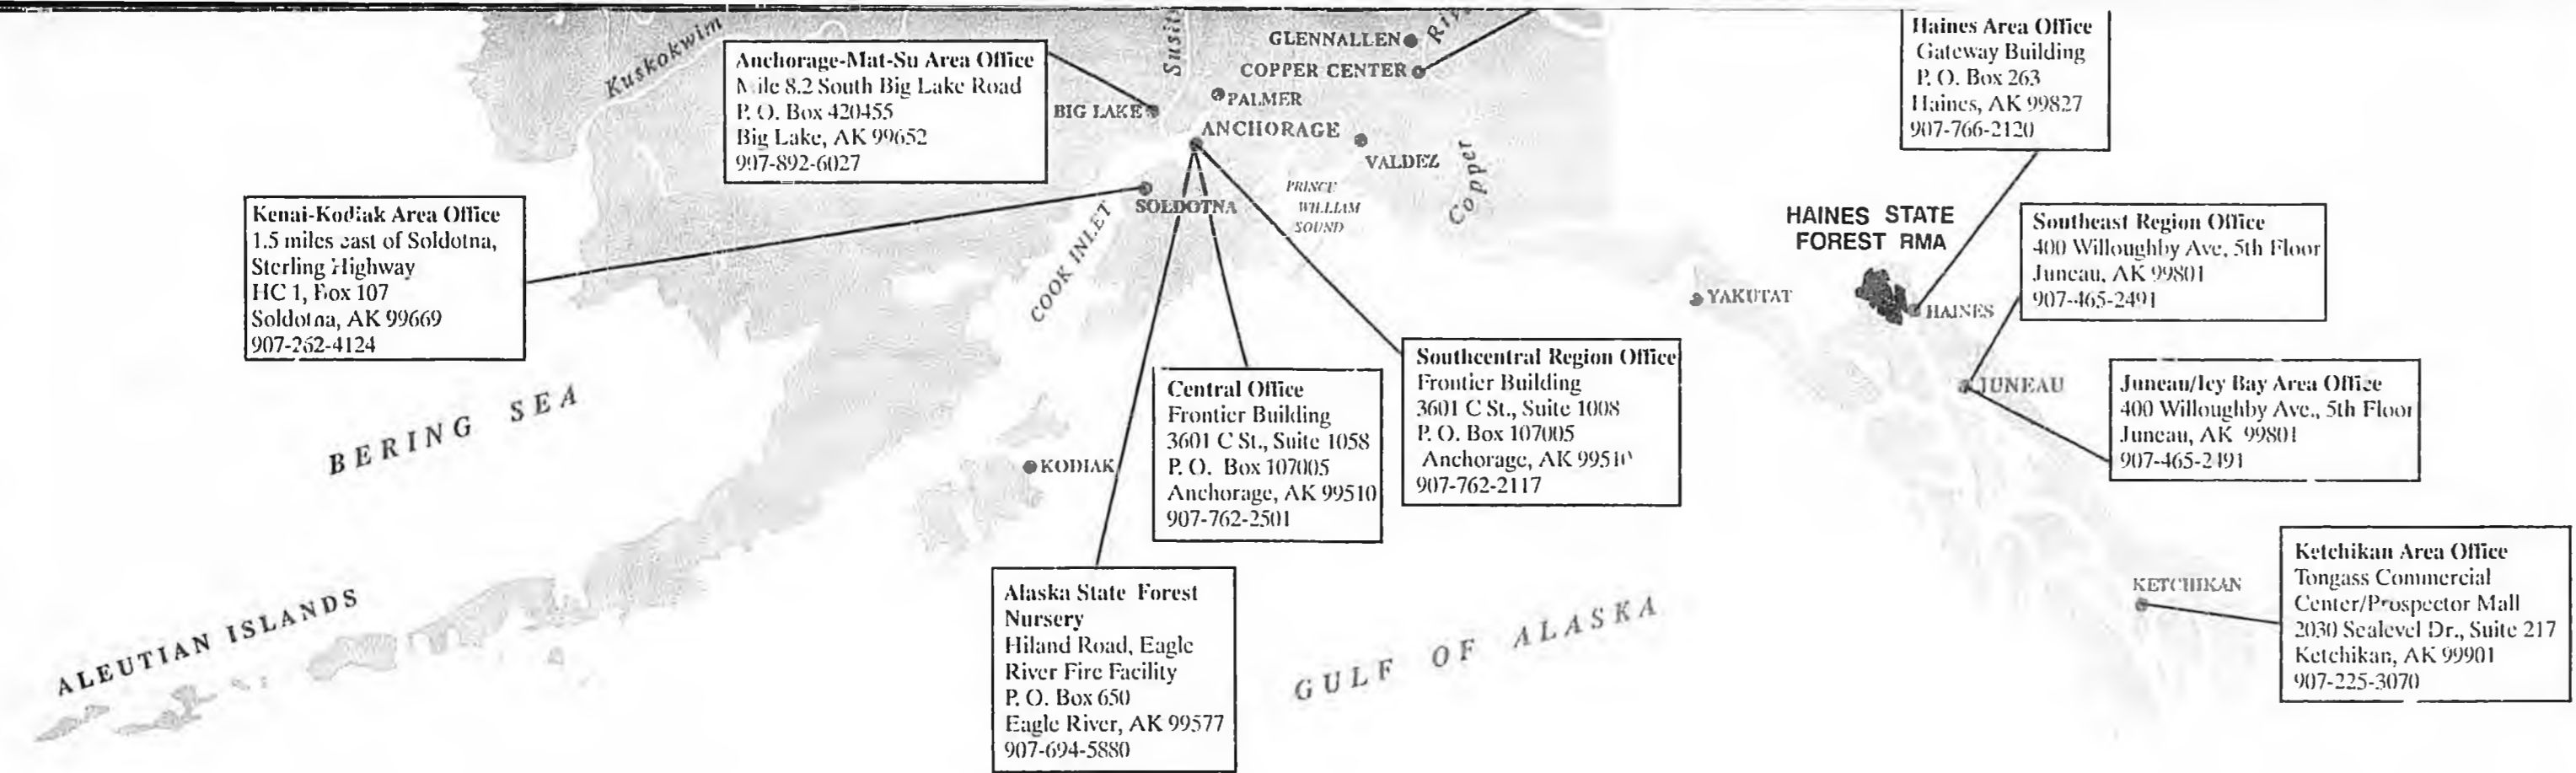 Kuskokwim
Susit
GLENNALLEN
COPPER CENTER
PALMER
BIG LAKE
ANCHORAGE
VALDEZ
Copper
SOLDOTNA
PRINCE
WILLIAM
SOUND
COOK INLET
Anchorage-Mat-Su Area Office
Mile 8.2 South Big Lake Road
P. O. Box 420455
Big Lake, AK 99652
907-892-6027
Haines Area Office
Gateway Building
P. O. Box 263
Haines, AK 99827
907-766-2120
Kenai-Kodiak Area Office
1.5 miles east of Soldotna,
Sterling Highway
HC 1, Box 107
Soldotna, AK 99669
907-262-4124
HAINES STATE
FOREST RMA
Southeast Region Office
400 Willoughby Ave, 5th Floor
Juneau, AK 99801
907-465-2491
YAKUTAT
HAINES
JUNEAU
Southcentral Region Office
Frontier Building
3601 C St., Suite 1008
P. O. Box 107005
Anchorage, AK 99510
907-762-2117
Central Office
Frontier Building
3601 C St., Suite 1058
P. O. Box 107005
Anchorage, AK 99510
907-762-2501
Juneau/Icy Bay Area Office
400 Willoughby Ave., 5th Floor
Juneau, AK 99801
907-465-2491
BERING SEA
KODIAK
Alaska State Forest
Nursery
Hiland Road, Eagle
River Fire Facility
P. O. Box 650
Eagle River, AK 99577
907-694-5880
Ketchikan Area Office
Tongass Commercial
Center/Prospector Mall
2030 Sealevel Dr., Suite 217
Ketchikan, AK 99901
907-225-3070
KETCHIKAN
ALEUTIAN ISLANDS
GULF OF ALASKA